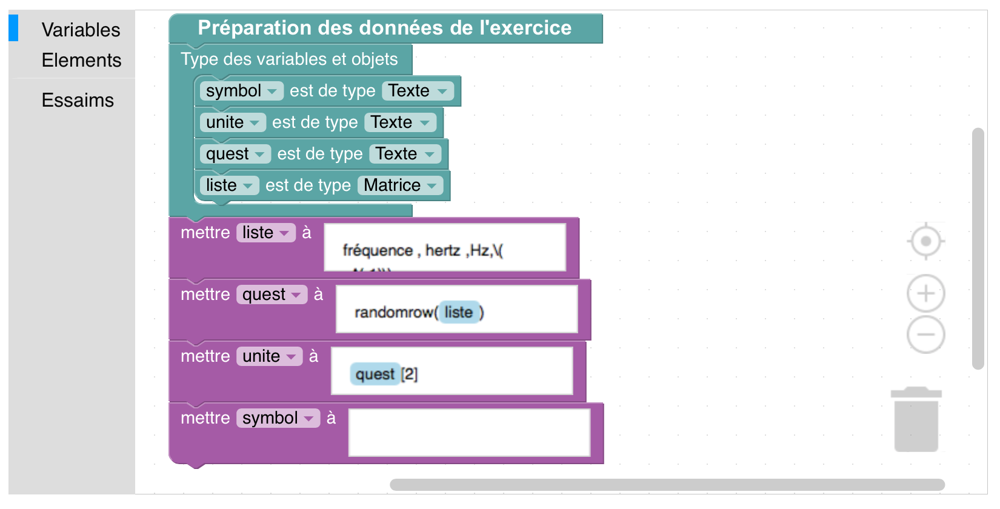 Variables
Elements
Essaims
Préparation des données de l'exercice
Type des variables et objets
symbol est de type Texte
unite est de type Texte
quest est de type Texte
liste est de type Matrice
mettre liste à
fréquence , hertz ,Hz,\(
mettre quest à
randomrow( liste )
mettre unite à
quest [2]
mettre symbol à